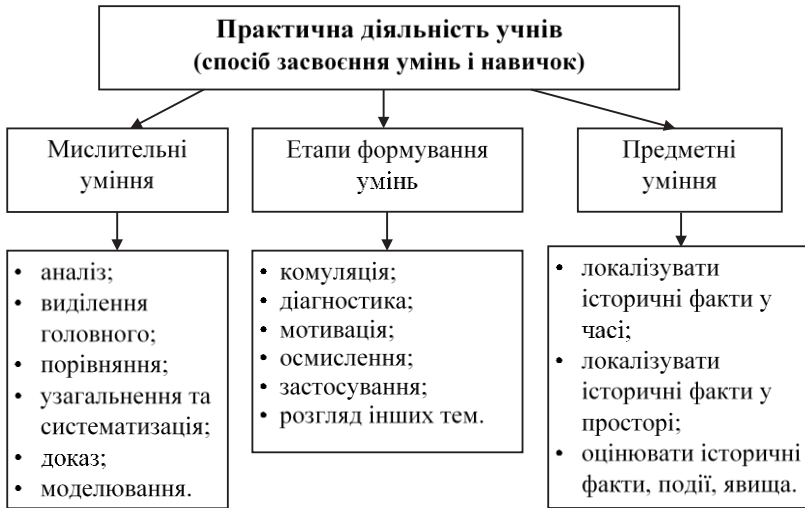 Практична діяльність учнів
(спосіб засвоєння умінь і навичок)
Мислительні
уміння
Етапи формування
умінь
Предметні
уміння
• аналіз;
• виділення
головного;
• порівняння;
• узагальнення та
систематизація;
• доказ;
• моделювання.
• комуляція;
• діагностика;
• мотивація;
• осмислення;
• застосування;
• розгляд інших тем.
• локалізувати
історичні факти у
часі;
• локалізувати
історичні факти у
просторі;
• оцінювати історичні
факти, події, явища.